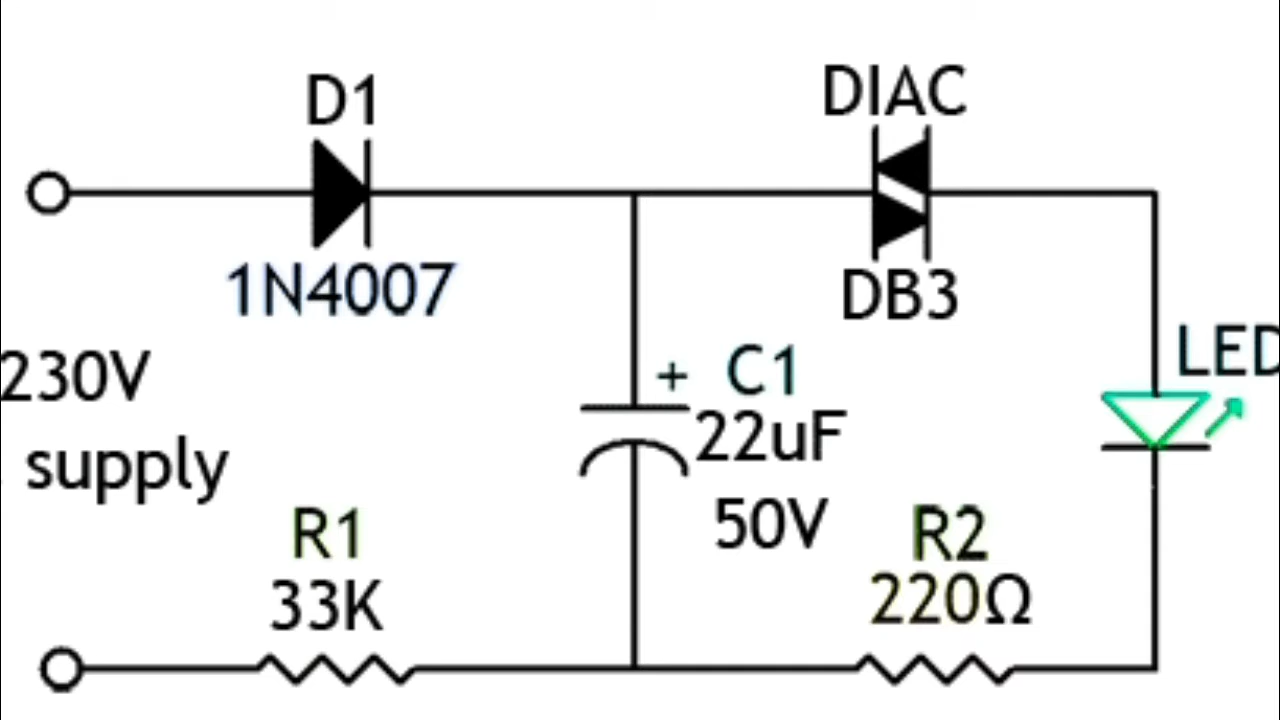 D1
1N4007
DIAC
DB3
230V
supply
LED
+ C1
22uF
50V
R1
33K
R2
220Ω